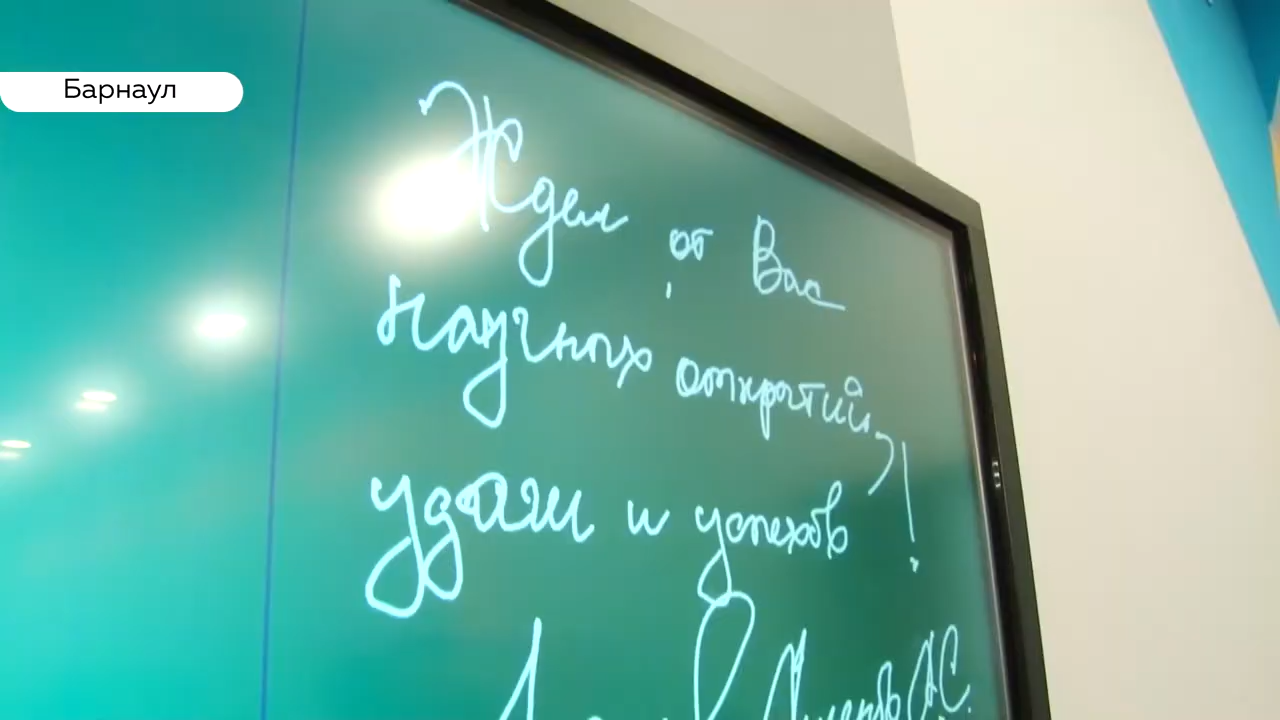 Барнаул
Ждем от Вас
научных открытий,
удачи и успехов!